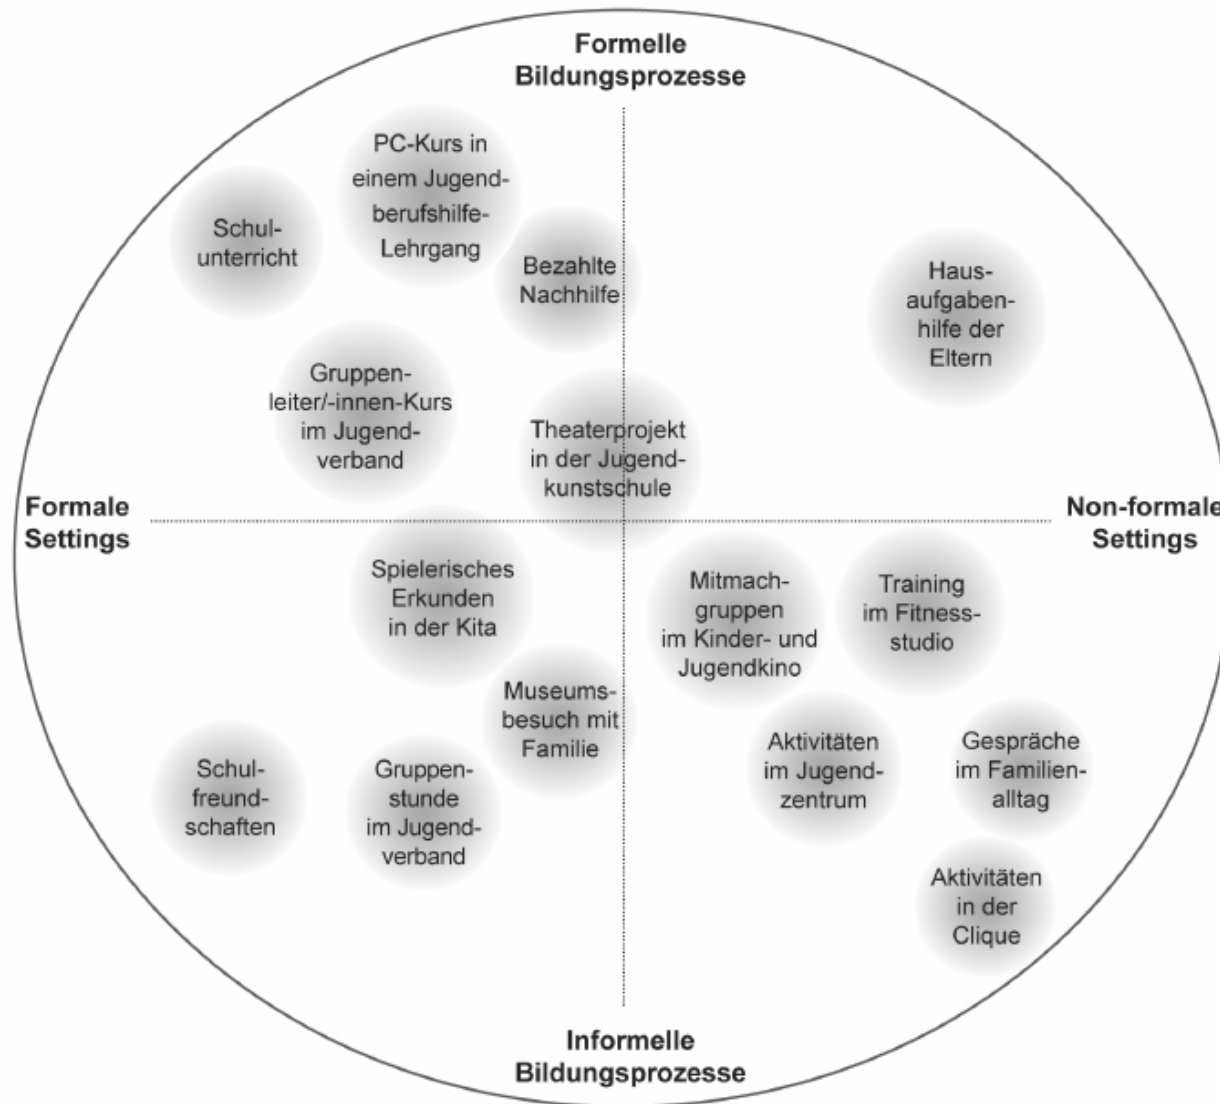 Formelle
Bildungsprozesse
PC-Kurs in
einem Jugend-
berufshilfe-
Lehrgang
Schul-
unterricht
Bezahlte
Nachhilfe
Haus-
aufgaben-
hilfe der
Eltern
Gruppen-
leiter/-innen-Kurs
im Jugend-
verband
Theaterprojekt
in der Jugend-
kunstschule
Formale
Settings
Non-formale
Settings
Spielerisches
Erkunden
in der Kita
Mitmach-
gruppen
im Kinder- und
Jugendkino
Training
im Fitness-
studio
Museums-
besuch mit
Familie
Schul-
freund-
schaften
Gruppen-
stunde
im Jugend-
verband
Aktivitäten
im Jugend-
zentrum
Gespräche
im Familien-
alltag
Aktivitäten
in der
Clique
Informelle
Bildungsprozesse